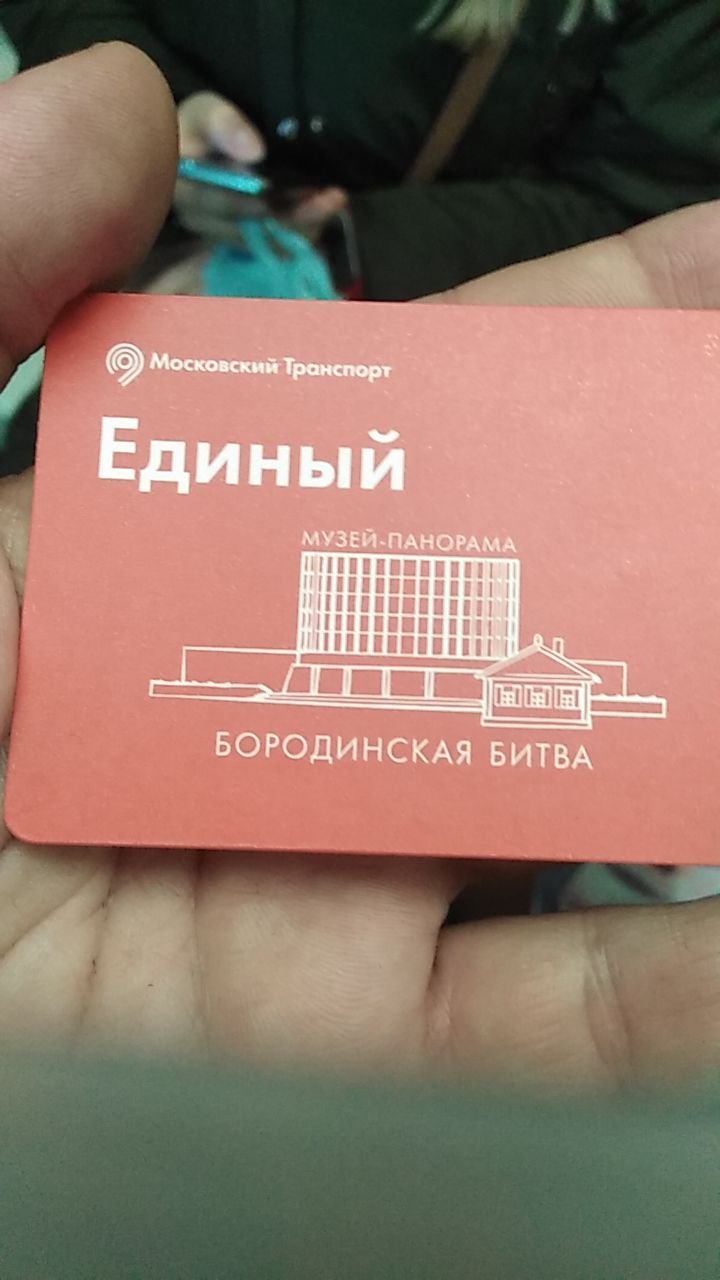 Московский Транспорт
Единый
МУЗЕЙ-ПАНОРАМА
БОРОДИНСКАЯ БИТВА